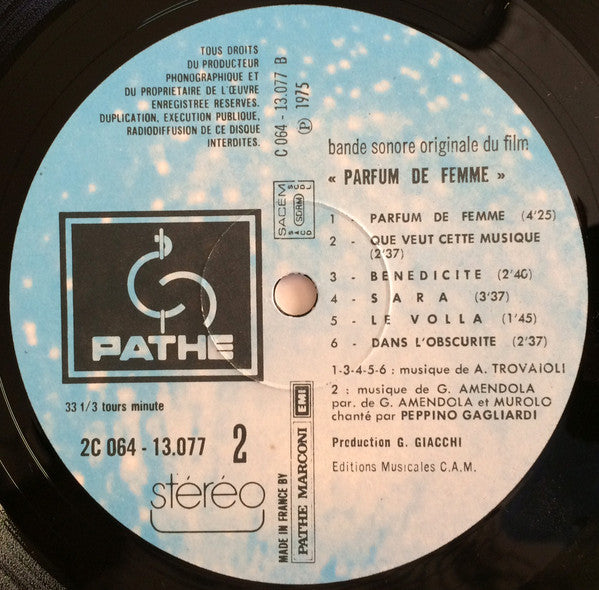 TOUS DROITS
DU PRODUCTEUR
PHONOGRAPHIQUE ET
DU PROPRIETAIRE DE L'ŒUVRE
ENREGISTREE RESERVES.
DUPLICATION, EXECUTION PUBLIQUE,
RADIODIFFUSION DE CE DISQUE
INTERDITES.
C 064 - 13.077 B
Ⓟ 1975
bande sonore originale du film
« PARFUM DE FEMME »
1 PARFUM DE FEMME (4'25)
2 - QUE VEUT CETTE MUSIQUE
(2'37)
3 - BENEDICITE (2'40)
4 - SARA (3'37)
5 - LE VOLLA (1'45)
6 - DANS L'OBSCURITE (2'37)
1-3-4-5-6 : musique de A. TROVAIOLI
2 : musique de G. AMENDOLA
par. de G. AMENDOLA et MUROLO
chanté par PEPPINO GAGLIARDI
Production G. GIACCHI
Editions Musicales C.A.M.
SACEM
SDRM
SACD
PATHE
33 1/3 tours minute
2C 064 - 13.077 2
stéréo
MADE IN FRANCE BY
PATHE MARCONI EMI